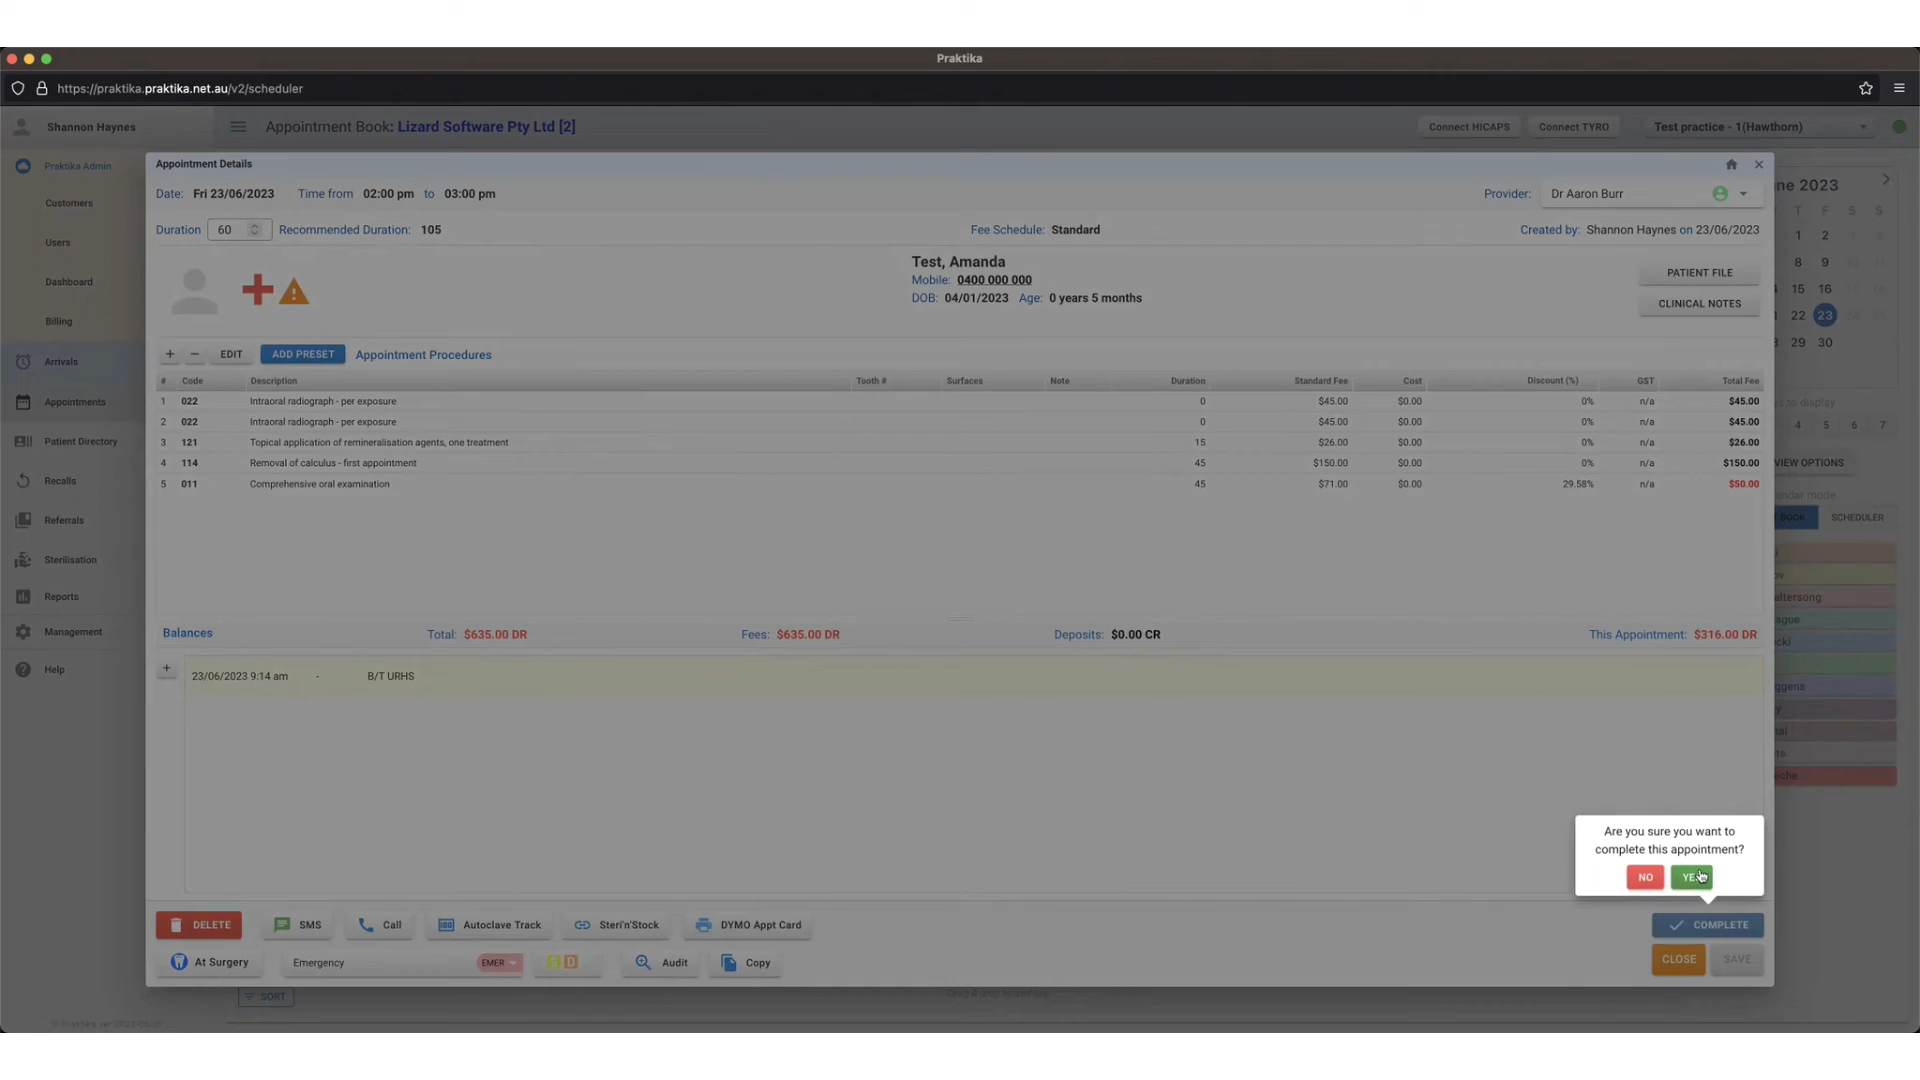 Praktika
https://praktika.praktika.net.au/v2/scheduler
Shannon Haynes
Appointment Book: Lizard Software Pty Ltd [2]
Connect HICAPS
Connect TYRO
Test practice - 1(Hawthorn)
Praktika Admin
Customers
Users
Dashboard
Billing
Arrivals
Appointments
Patient Directory
Recalls
Referrals
Sterilisation
Reports
Management
Help
Appointment Details
Date: Fri 23/06/2023 Time from 02:00 pm to 03:00 pm
Provider: Dr Aaron Burr
Duration 60 Recommended Duration: 105
Fee Schedule: Standard
Created by: Shannon Haynes on 23/06/2023
Test, Amanda
Mobile: 0400 000 000
DOB: 04/01/2023 Age: 0 years 5 months
PATIENT FILE
CLINICAL NOTES
+ − EDIT ADD PRESET Appointment Procedures
# Code Description Tooth # Surfaces Note Duration Standard Fee Cost Discount (%) GST Total Fee
1 022 Intraoral radiograph - per exposure 0 $45.00 $0.00 0% n/a $45.00
2 022 Intraoral radiograph - per exposure 0 $45.00 $0.00 0% n/a $45.00
3 121 Topical application of remineralisation agents, one treatment 15 $26.00 $0.00 0% n/a $26.00
4 114 Removal of calculus - first appointment 45 $150.00 $0.00 0% n/a $150.00
5 011 Comprehensive oral examination 45 $71.00 $0.00 29.58% n/a $50.00
Balances Total: $635.00 DR Fees: $635.00 DR Deposits: $0.00 CR This Appointment: $316.00 DR
+
23/06/2023 9:14 am - B/T URHS
Are you sure you want to
complete this appointment?
NO YE
DELETE SMS Call Autoclave Track Steri'n'Stock DYMO Appt Card
COMPLETE
At Surgery Emergency EMER S D Audit Copy
CLOSE SAVE
SORT
ne 2023
T F S S
1 2
8 9
15 16
22 23
29 30
to display
4 5 6 7
VIEW OPTIONS
endar mode
BOOK SCHEDULER
altersong
ague
ggens